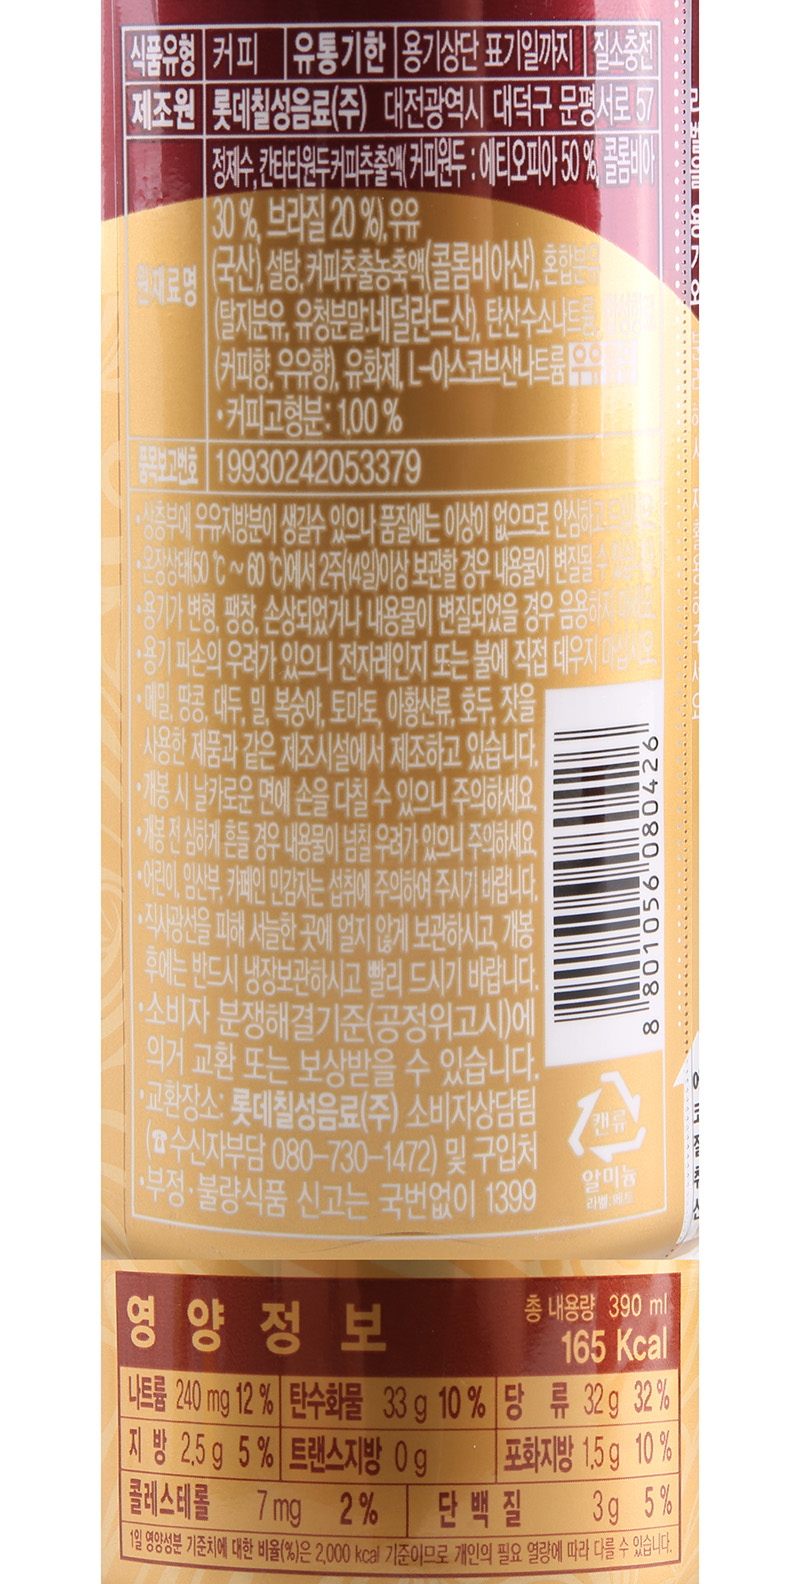 식품유형 커피 유통기한 용기상단 표기일까지 질소충전
제조원 롯데칠성음료(주) 대전광역시 대덕구 문평서로 57
원재료명
정제수, 칸타타원두커피추출액(커피원두 : 에티오피아 50 %, 콜롬비아
30 %, 브라질 20 %), 우유
(국산), 설탕, 커피추출농축액(콜롬비아산), 혼합분유
(탈지분유, 유청분말:네덜란드산), 탄산수소나트륨,
(커피향, 우유향), 유화제, L-아스코브산나트륨 우유
•커피고형분: 1.00 %
품목보고번호 19930242053379
•상층부에 우유지방분이 생길수 있으나 품질에는 이상이 없으므로 안심하고
•온장상태(50 ℃ ~ 60 ℃)에서 2주(14일)이상 보관할 경우 내용물이 변질될 수
•용기가 변형, 팽창, 손상되었거나 내용물이 변질되었을 경우 음용하지 마세요.
•용기 파손의 우려가 있으니 전자레인지 또는 불에 직접 데우지 마십시오.
•메밀, 땅콩, 대두, 밀, 복숭아, 토마토, 아황산류, 호두, 잣을
사용한 제품과 같은 제조시설에서 제조하고 있습니다.
•개봉 시 날카로운 면에 손을 다칠 수 있으니 주의하세요.
•개봉 전 심하게 흔들 경우 내용물이 넘칠 우려가 있으니 주의하세요
•어린이, 임산부, 카페인 민감자는 섭취에 주의하여 주시기 바랍니다.
•직사광선을 피해 서늘한 곳에 얼지 않게 보관하시고, 개봉
후에는 반드시 냉장보관하시고 빨리 드시기 바랍니다.
•소비자 분쟁해결기준(공정위고시)에
의거 교환 또는 보상받을 수 있습니다.
•교환장소: 롯데칠성음료(주) 소비자상담팀
(☎수신자부담 080-730-1472) 및 구입처
•부정·불량식품 신고는 국번없이 1399
8 801056 080426
캔류
알미늄
라벨:페트
영양정보
총 내용량 390 ml
165 Kcal
나트륨 240 mg 12 % 탄수화물 33 g 10 % 당 류 32 g 32 %
지 방 2.5 g 5 % 트랜스지방 0 g 포화지방 1.5 g 10 %
콜레스테롤 7 mg 2 % 단백질 3 g 5 %
1일 영양성분 기준치에 대한 비율(%)은 2,000 kcal 기준이므로 개인의 필요 열량에 따라 다를 수 있습니다.